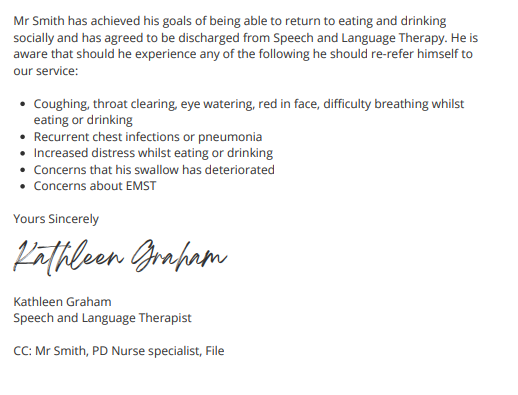 Mr Smith has achieved his goals of being able to return to eating and drinking
socially and has agreed to be discharged from Speech and Language Therapy. He is
aware that should he experience any of the following he should re-refer himself to
our service:
• Coughing, throat clearing, eye watering, red in face, difficulty breathing whilst
eating or drinking
• Recurrent chest infections or pneumonia
• Increased distress whilst eating or drinking
• Concerns that his swallow has deteriorated
• Concerns about EMST
Yours Sincerely
Kathleen Graham
Kathleen Graham
Speech and Language Therapist
CC: Mr Smith, PD Nurse specialist, File